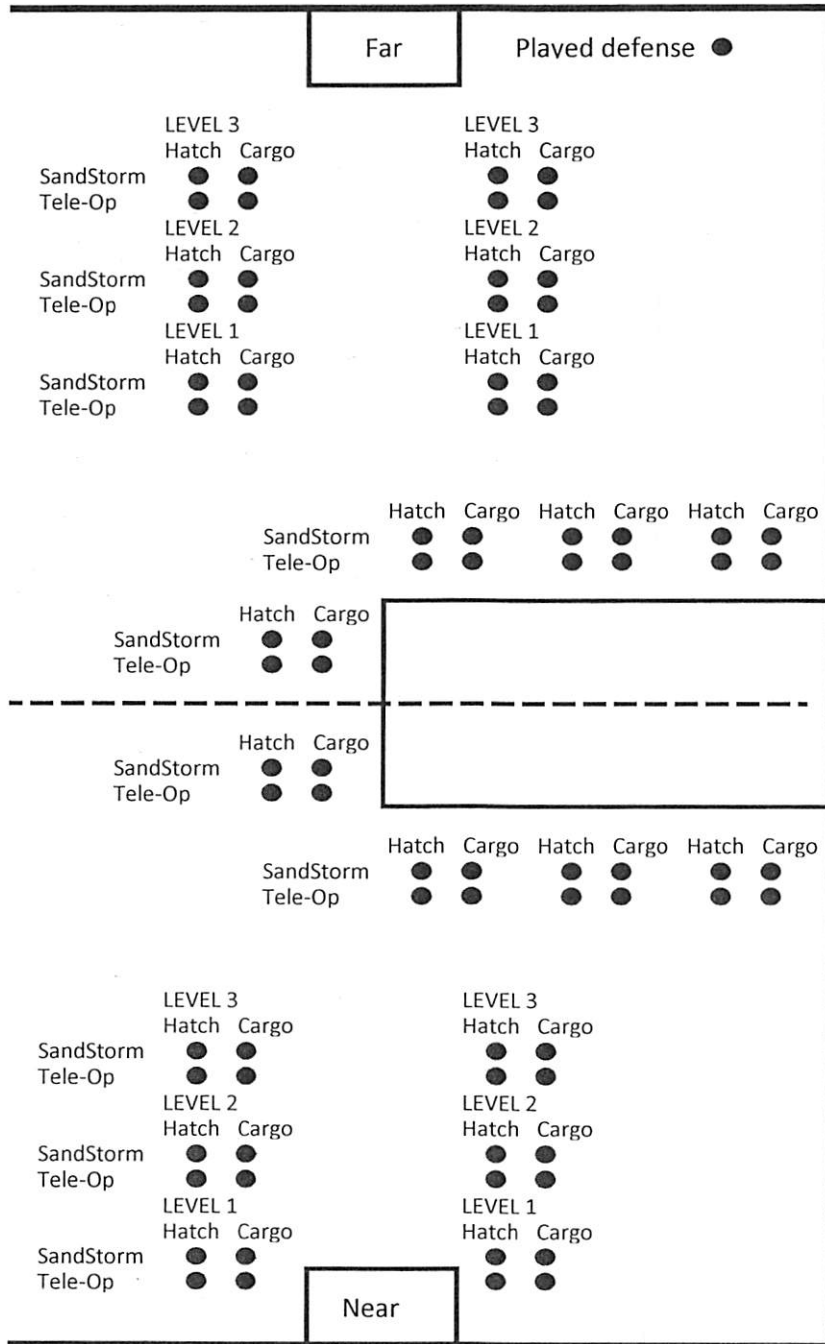 Far Played defense
LEVEL 3 LEVEL 3
Hatch Cargo Hatch Cargo
SandStorm
Tele-Op
LEVEL 2 LEVEL 2
Hatch Cargo Hatch Cargo
SandStorm
Tele-Op
LEVEL 1 LEVEL 1
Hatch Cargo Hatch Cargo
SandStorm
Tele-Op
Hatch Cargo Hatch Cargo Hatch Cargo
SandStorm
Tele-Op
Hatch Cargo
SandStorm
Tele-Op
Hatch Cargo
SandStorm
Tele-Op
Hatch Cargo Hatch Cargo Hatch Cargo
SandStorm
Tele-Op
LEVEL 3 LEVEL 3
Hatch Cargo Hatch Cargo
SandStorm
Tele-Op
LEVEL 2 LEVEL 2
Hatch Cargo Hatch Cargo
SandStorm
Tele-Op
LEVEL 1 LEVEL 1
Hatch Cargo Hatch Cargo
SandStorm
Tele-Op
Near